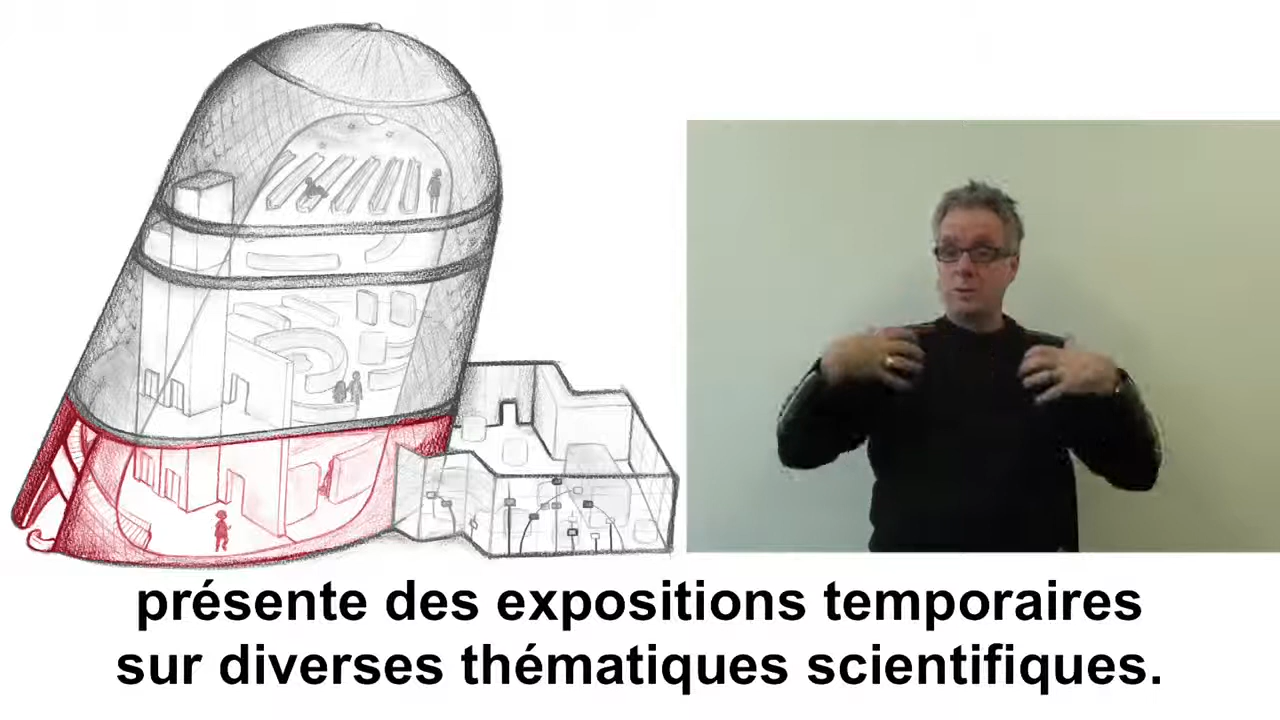 présente des expositions temporaires
sur diverses thématiques scientifiques.